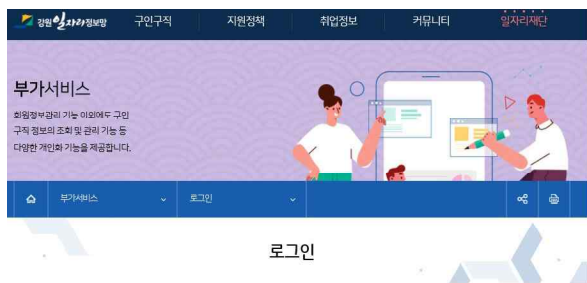 강원일자리정보망 구인구직 지원정책 취업정보 커뮤니티 일자리재단
부가서비스
회원정보관리 기능 이외에도 구인
구직 정보의 조회 및 관리 기능 등
다양한 개인화 기능을 제공합니다.
부가서비스 로그인
로그인